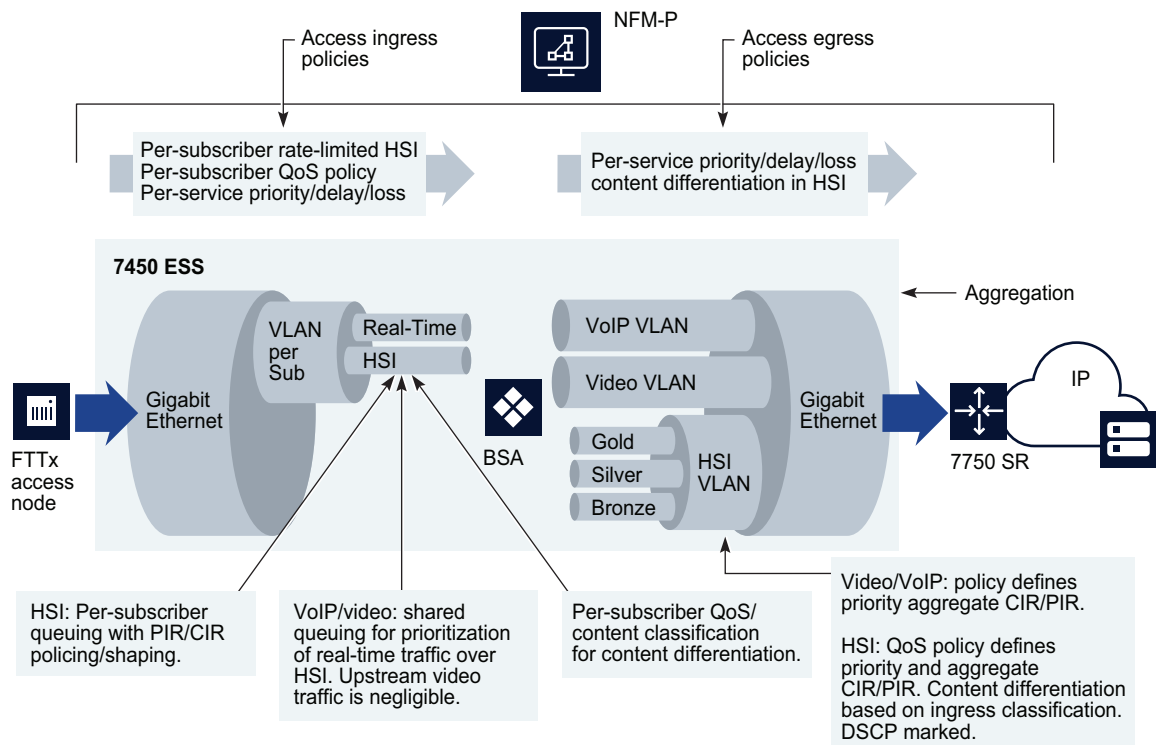 NFM-P
Access ingress
policies
Access egress
policies
Per-subscriber rate-limited HSI
Per-subscriber QoS policy
Per-service priority/delay/loss
Per-service priority/delay/loss
content differentiation in HSI
7450 ESS
Aggregation
VLAN
per
Sub
Real-Time
HSI
VoIP VLAN
Video VLAN
Gigabit
Ethernet
Gold
Silver
Bronze
HSI
VLAN
Gigabit
Ethernet
IP
FTTx
access
node
BSA
7750 SR
HSI: Per-subscriber
queuing with PIR/CIR
policing/shaping.
VoIP/video: shared
queuing for prioritization
of real-time traffic over
HSI. Upstream video
traffic is negligible.
Per-subscriber QoS/
content classification
for content differentiation.
Video/VoIP: policy defines
priority aggregate CIR/PIR.
HSI: QoS policy defines
priority and aggregate
CIR/PIR. Content differentiation
based on ingress classification.
DSCP marked.